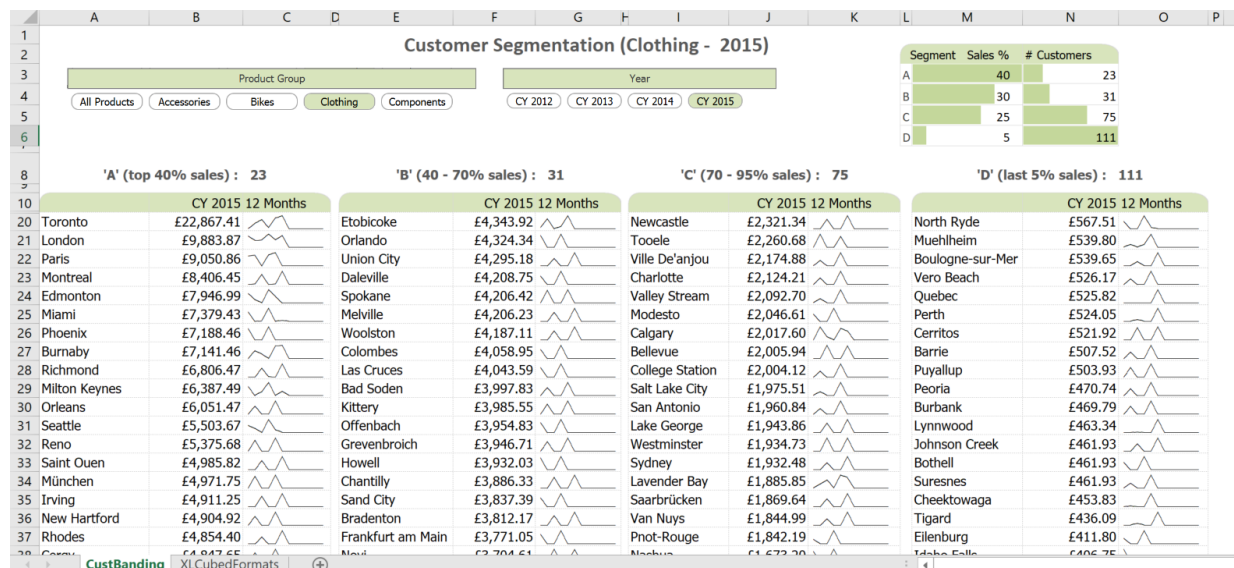 A B C D E F G H I J K L M N O P
1
Customer Segmentation (Clothing - 2015)
2 Segment Sales % # Customers
3 Product Group Year A 40 23
4 All Products Accessories Bikes Clothing Components CY 2012 CY 2013 CY 2014 CY 2015 B 30 31
5 C 25 75
6 D 5 111
8 'A' (top 40% sales) : 23 'B' (40 - 70% sales) : 31 'C' (70 - 95% sales) : 75 'D' (last 5% sales) : 111
9
10 CY 2015 12 Months CY 2015 12 Months CY 2015 12 Months CY 2015 12 Months
20 Toronto £22,867.41 Etobicoke £4,343.92 Newcastle £2,321.34 North Ryde £567.51
21 London £9,883.87 Orlando £4,324.34 Tooele £2,260.68 Muehlheim £539.80
22 Paris £9,050.86 Union City £4,295.18 Ville De'anjou £2,174.88 Boulogne-sur-Mer £539.65
23 Montreal £8,406.45 Daleville £4,208.75 Charlotte £2,124.21 Vero Beach £526.17
24 Edmonton £7,946.99 Spokane £4,206.42 Valley Stream £2,092.70 Quebec £525.82
25 Miami £7,379.43 Melville £4,206.23 Modesto £2,046.61 Perth £524.05
26 Phoenix £7,188.46 Woolston £4,187.11 Calgary £2,017.60 Cerritos £521.92
27 Burnaby £7,141.46 Colombes £4,058.95 Bellevue £2,005.94 Barrie £507.52
28 Richmond £6,806.47 Las Cruces £4,043.59 College Station £2,004.12 Puyallup £503.93
29 Milton Keynes £6,387.49 Bad Soden £3,997.83 Salt Lake City £1,975.51 Peoria £470.74
30 Orleans £6,051.47 Kittery £3,985.55 San Antonio £1,960.84 Burbank £469.79
31 Seattle £5,503.67 Offenbach £3,954.83 Lake George £1,943.86 Lynnwood £463.34
32 Reno £5,375.68 Grevenbroich £3,946.71 Westminster £1,934.73 Johnson Creek £461.93
33 Saint Ouen £4,985.82 Howell £3,932.03 Sydney £1,932.48 Bothell £461.93
34 München £4,971.75 Chantilly £3,886.33 Lavender Bay £1,885.85 Suresnes £461.93
35 Irving £4,911.25 Sand City £3,837.39 Saarbrücken £1,869.64 Cheektowaga £453.83
36 New Hartford £4,904.92 Bradenton £3,812.17 Van Nuys £1,844.99 Tigard £436.09
37 Rhodes £4,854.40 Frankfurt am Main £3,771.05 Pnot-Rouge £1,842.19 Eilenburg £411.80
38 £4,847.65 Novi £3,704.61 Nashua £1,673.20 Idaho Falls £406.75
CustBanding XLCubedFormats